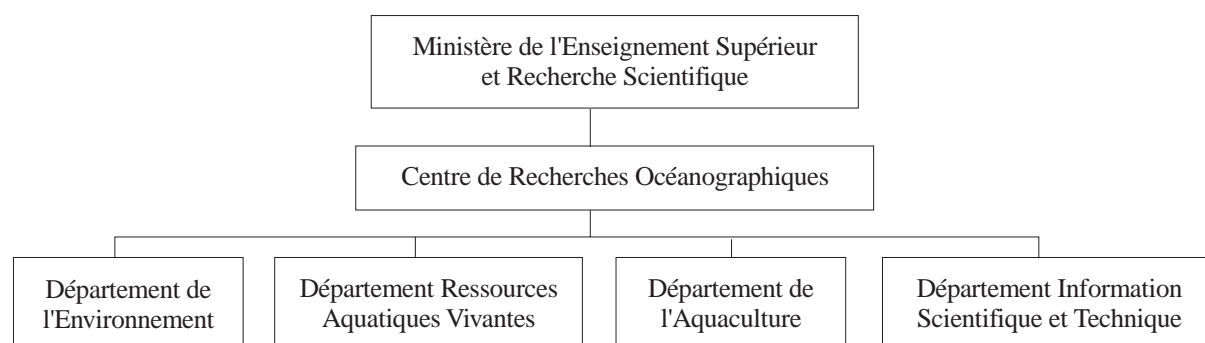 Ministère de l'Enseignement Supérieur
et Recherche Scientifique
Centre de Recherches Océanographiques
Département de
l'Environnement
Département Ressources
Aquatiques Vivantes
Département de
l'Aquaculture
Département Information
Scientifique et Technique